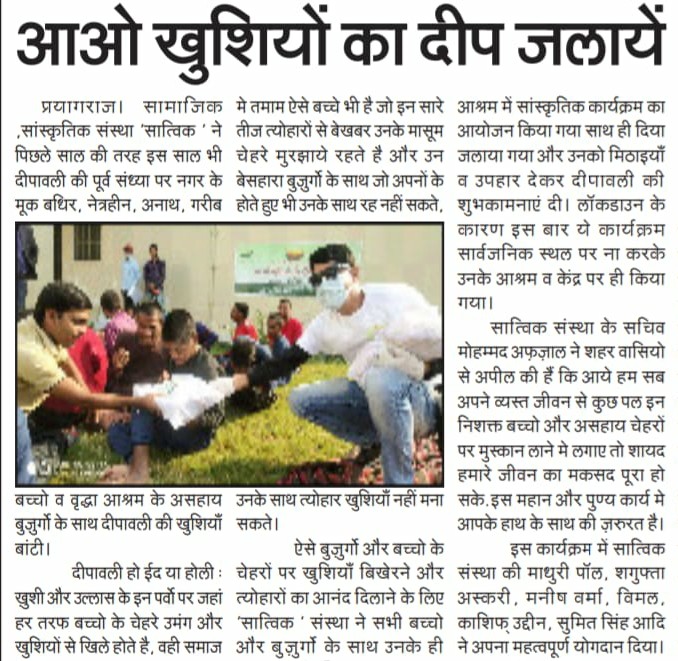 आओ खुशियों का दीप जलायें
प्रयागराज। सामाजिक
,सांस्कृतिक संस्था 'सात्विक ' ने
पिछले साल की तरह इस साल भी
दीपावली की पूर्व संध्या पर नगर के
मूक बधिर, नेत्रहीन, अनाथ, गरीब
बच्चो व वृद्धा आश्रम के असहाय
बुज़ुर्गो के साथ दीपावली की खुशियाँ
बांटी।
दीपावली हो ईद या होली :
खुशी और उल्लास के इन पर्वो पर जहां
हर तरफ बच्चो के चेहरे उमंग और
खुशियों से खिले होते है, वही समाज
मे तमाम ऐसे बच्चे भी है जो इन सारे
तीज त्योहारों से बेखबर उनके मासूम
चेहरे मुरझाये रहते है और उन
बेसहारा बुज़ुर्गो के साथ जो अपनों के
होते हुए भी उनके साथ रह नहीं सकते,
उनके साथ त्योहार खुशियाँ नहीं मना
सकते।
ऐसे बुज़ुर्गो और बच्चो के
चेहरों पर खुशियाँ बिखेरने और
त्योहारों का आनंद दिलाने के लिए
'सात्विक ' संस्था ने सभी बच्चो
और बुज़ुर्गो के साथ उनके ही
आश्रम में सांस्कृतिक कार्यक्रम का
आयोजन किया गया साथ ही दिया
जलाया गया और उनको मिठाइयाँ
व उपहार देकर दीपावली की
शुभकामनाएं दी। लॉकडाउन के
कारण इस बार ये कार्यक्रम
सार्वजनिक स्थल पर ना करके
उनके आश्रम व केंद्र पर ही किया
गया।
सात्विक संस्था के सचिव
मोहम्मद अफ़ज़ाल ने शहर वासियो
से अपील की हैं कि आये हम सब
अपने व्यस्त जीवन से कुछ पल इन
निशक्त बच्चो और असहाय चेहरों
पर मुस्कान लाने मे लगाए तो शायद
हमारे जीवन का मकसद पूरा हो
सके.इस महान और पुण्य कार्य मे
आपके हाथ के साथ की ज़रुरत है।
इस कार्यक्रम में सात्विक
संस्था की माधुरी पॉल, शगुफ्ता
अस्करी, मनीष वर्मा, विमल,
काशिफ़ उद्दीन, सुमित सिंह आदि
ने अपना महत्वपूर्ण योगदान दिया।